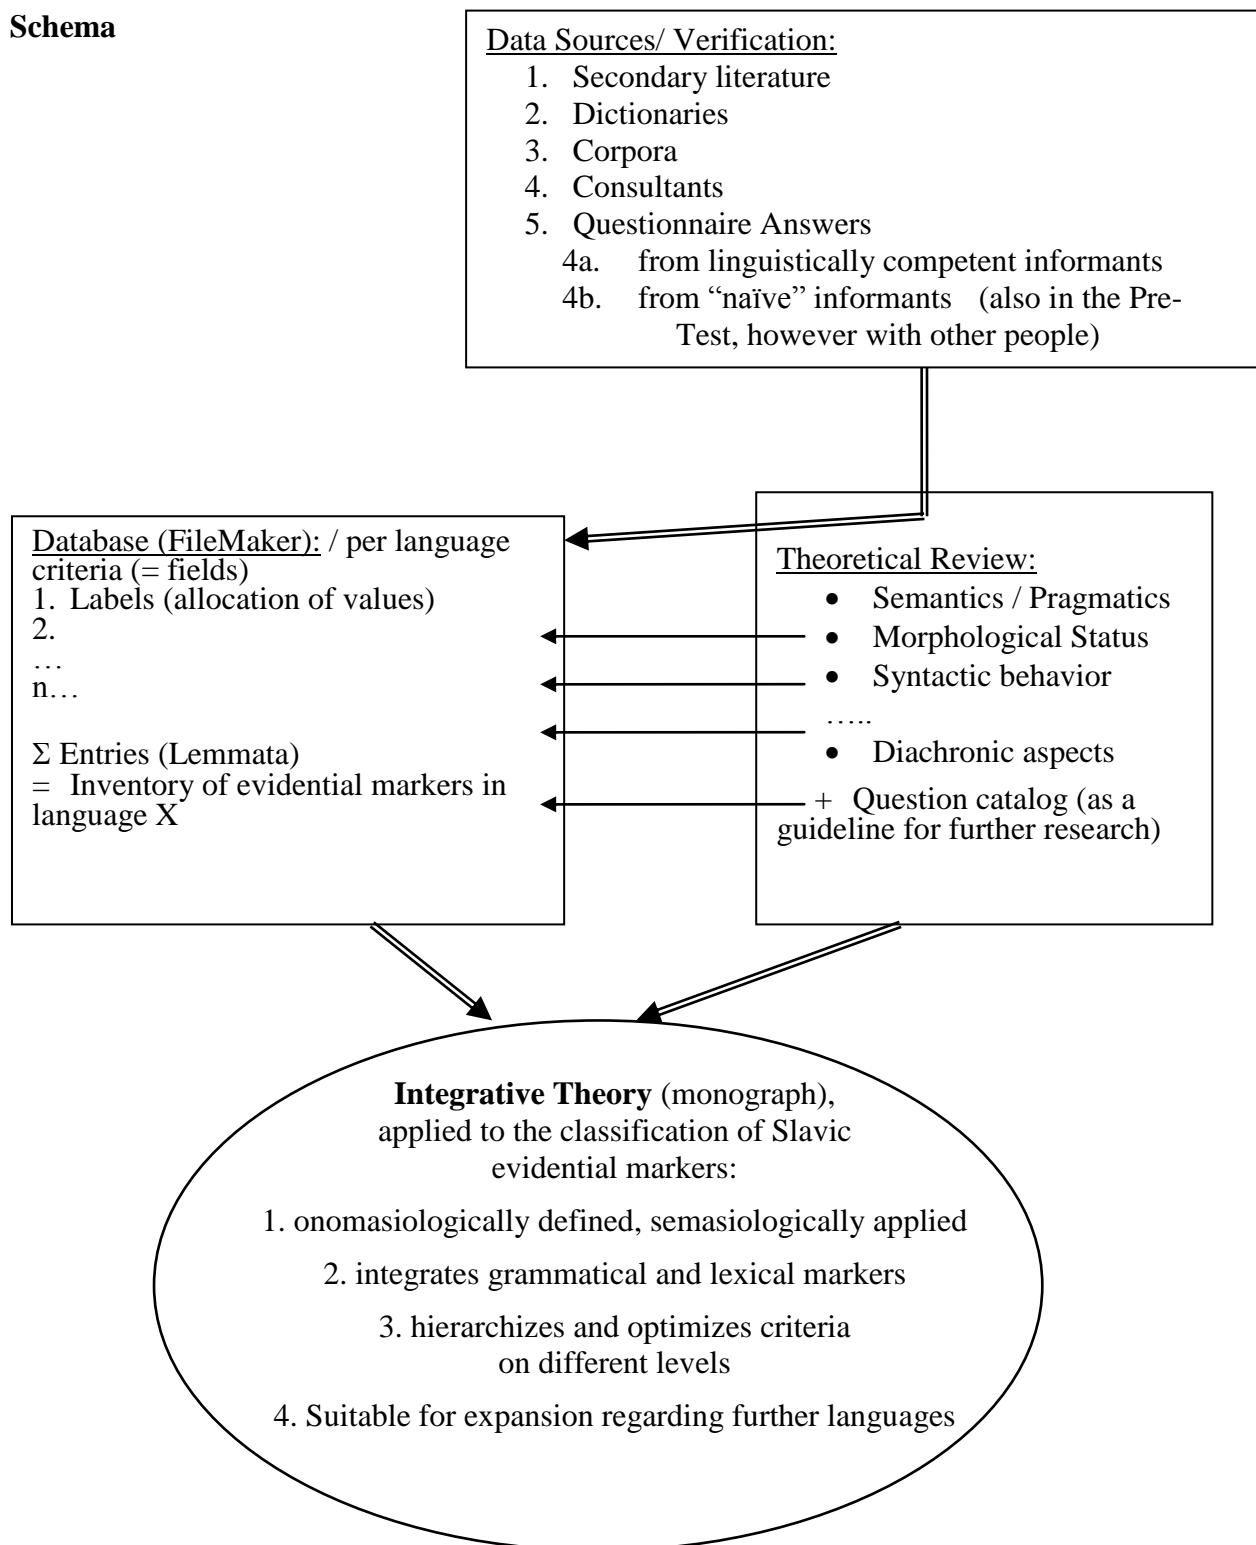 Schema
Data Sources/ Verification:
1. Secondary literature
2. Dictionaries
3. Corpora
4. Consultants
5. Questionnaire Answers
4a. from linguistically competent informants
4b. from “naïve” informants (also in the Pre-
Test, however with other people)
Database (FileMaker): / per language
criteria (= fields)
1. Labels (allocation of values)
2.
…
n…
Σ Entries (Lemmata)
= Inventory of evidential markers in
language X
Theoretical Review:
• Semantics / Pragmatics
• Morphological Status
• Syntactic behavior
…..
• Diachronic aspects
+ Question catalog (as a
guideline for further research)
Integrative Theory (monograph),
applied to the classification of Slavic
evidential markers:
1. onomasiologically defined, semasiologically applied
2. integrates grammatical and lexical markers
3. hierarchizes and optimizes criteria
on different levels
4. Suitable for expansion regarding further languages